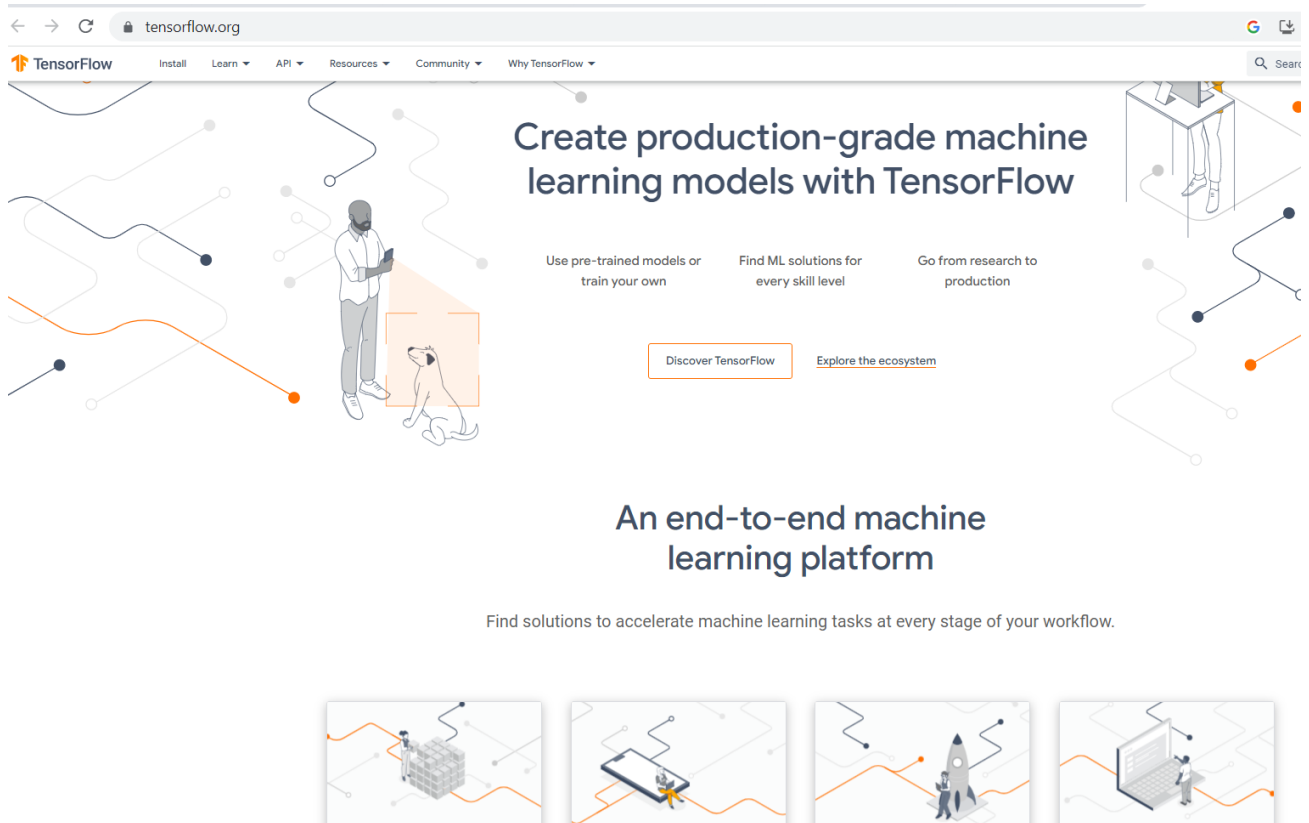 tensorflow.org
TensorFlow Install Learn API Resources Community Why TensorFlow
Create production-grade machine
learning models with TensorFlow
Use pre-trained models or
train your own
Find ML solutions for
every skill level
Go from research to
production
Discover TensorFlow Explore the ecosystem
An end-to-end machine
learning platform
Find solutions to accelerate machine learning tasks at every stage of your workflow.